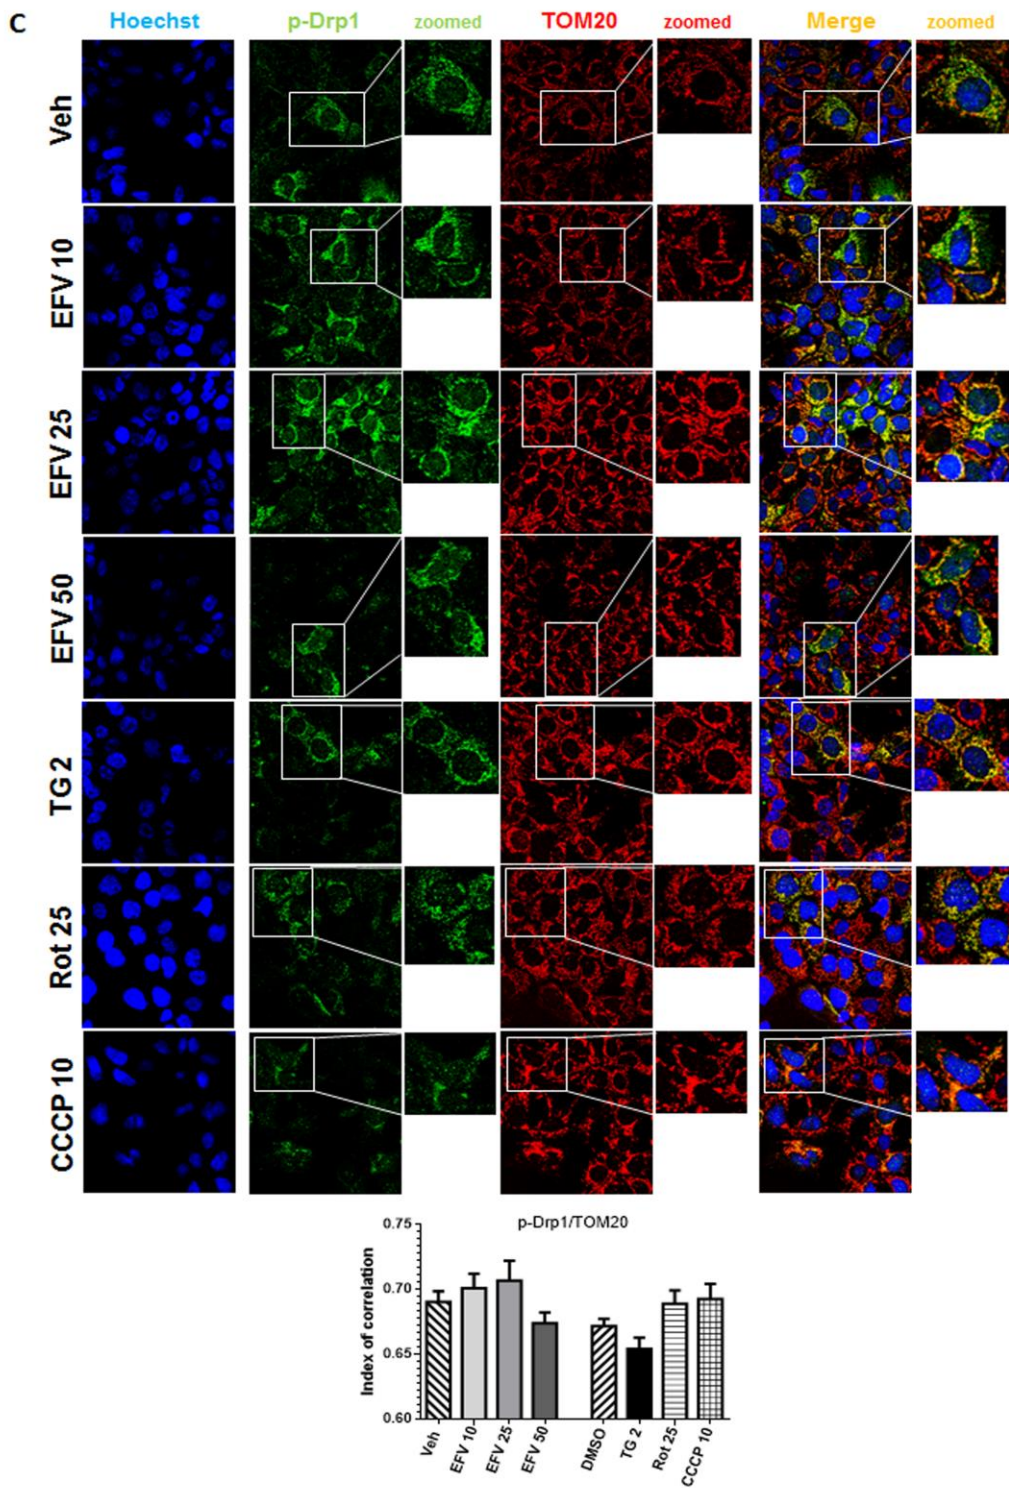 C
Hoechst p-Drp1 zoomed TOM20 zoomed Merge zoomed
Veh
EFV 10
EFV 25
EFV 50
TG 2
Rot 25
CCCP 10
p-Drp1/TOM20
Index of correlation
0.75
0.70
0.65
0.60
Veh EFV 10 EFV 25 EFV 50 DMSO TG 2 Rot 25 CCCP 10